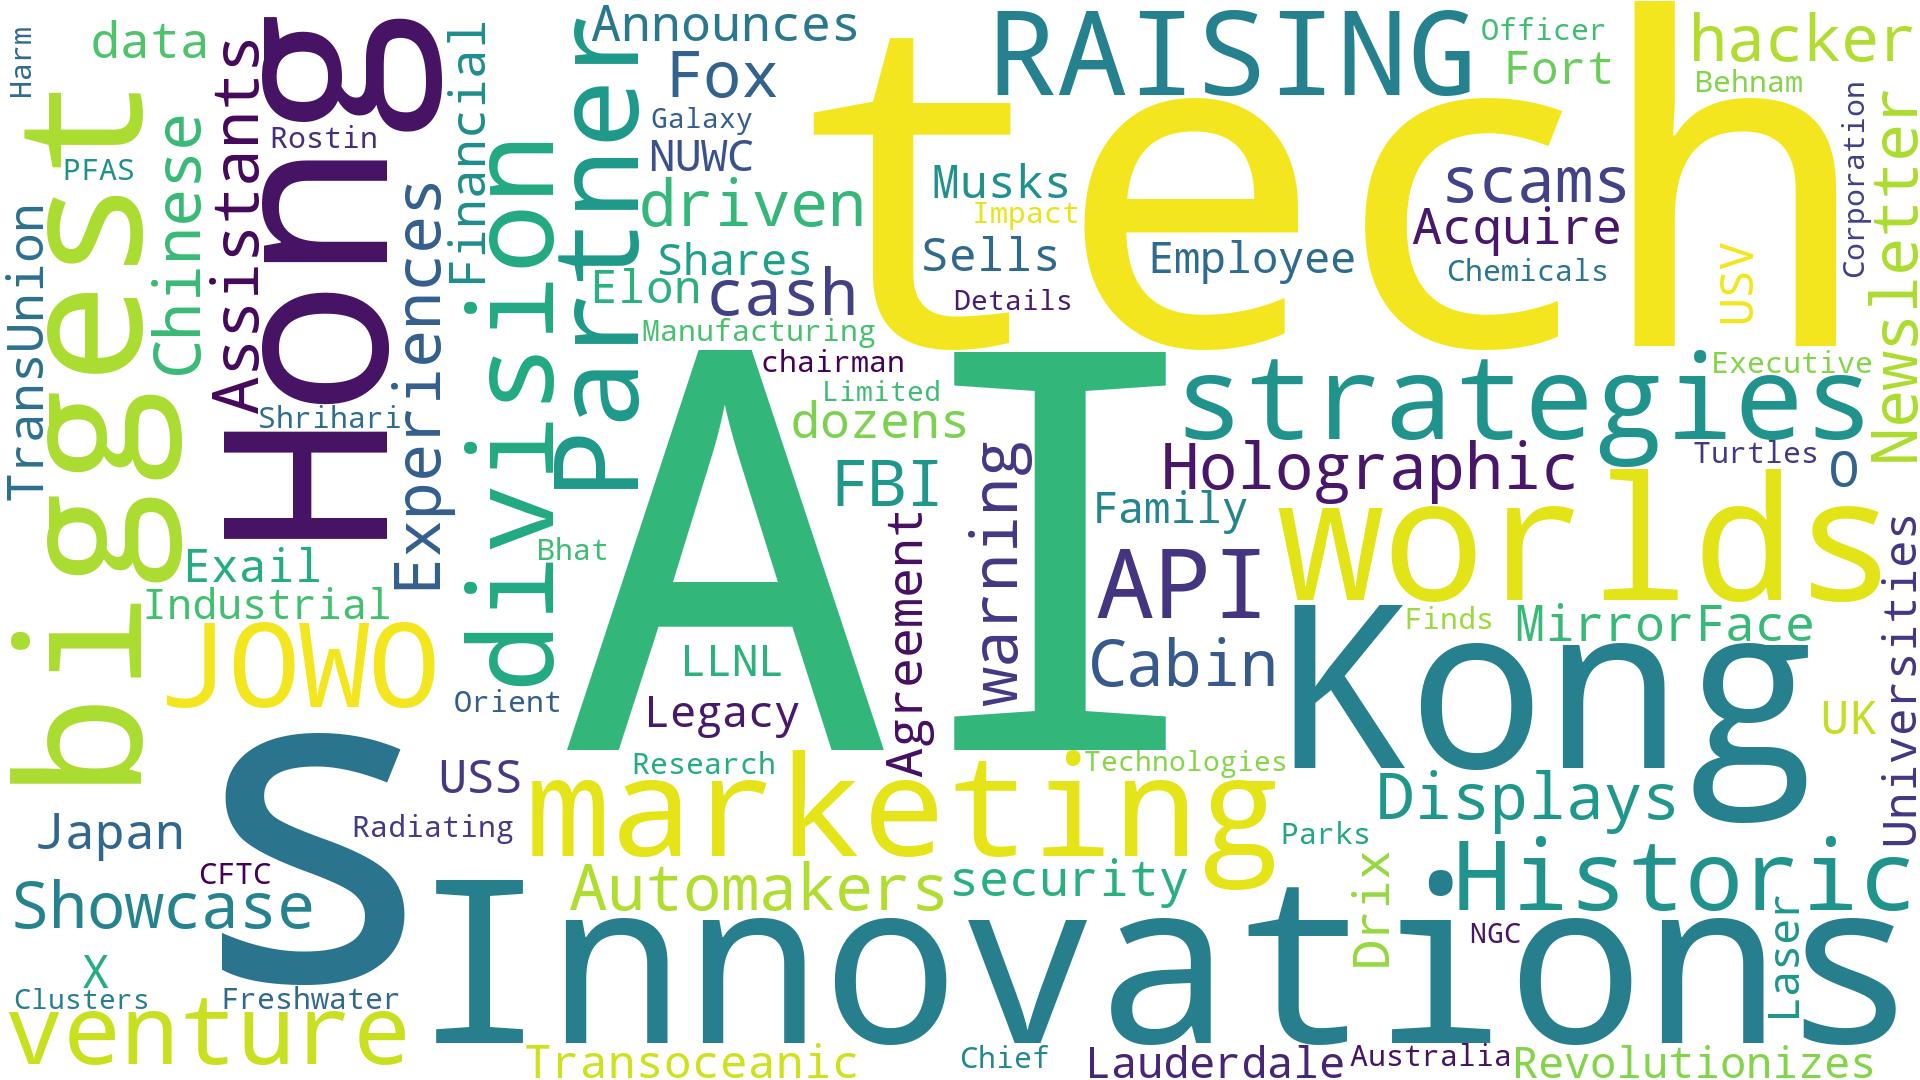 Harm
data
Assistants
Hong
Financial
Partner
Announces
Fox
tech
RAISING
Officer
Fort
hacker
Behnam
Corporation
Newsletter
biggest
PFAS
Chinese
Rostin
Experiences
division
Galaxy
NUWC
driven
Musks
Impact
scams
Acquire
Shares
Elon
cash
Sells
Employee
Chemicals
USV
Details
TransUnion
Manufacturing
chairman
Limited
dozens
AI
strategies
Executive
Shrihari
FBI
warning
Holographic
Turtles
O
Family
worlds
Agreement
Bhat
API
Universities
Exail
Industrial
JOWO
LLNL
Legacy
Orient
Cabin
Kong
Finds
MirrorFace
UK
S
USS
Research
Technologies
marketing
Displays
Japan
Radiating
Parks
CFTC
Showcase
Automakers
security
Drix
Historic
Innovations
NGC
Laser
X
Clusters
Freshwater
venture
Transoceanic
Chief
Lauderdale
Australia
Revolutionizes